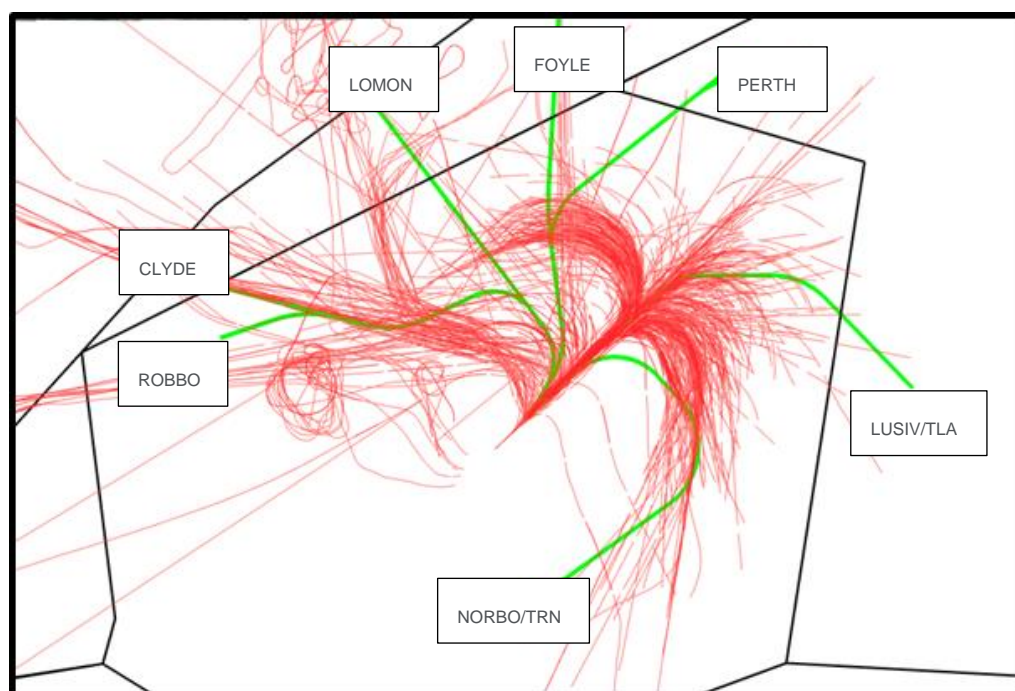 FOYLE
LOMON
PERTH
CLYDE
ROBBO
LUSIV/TLA
NORBO/TRN